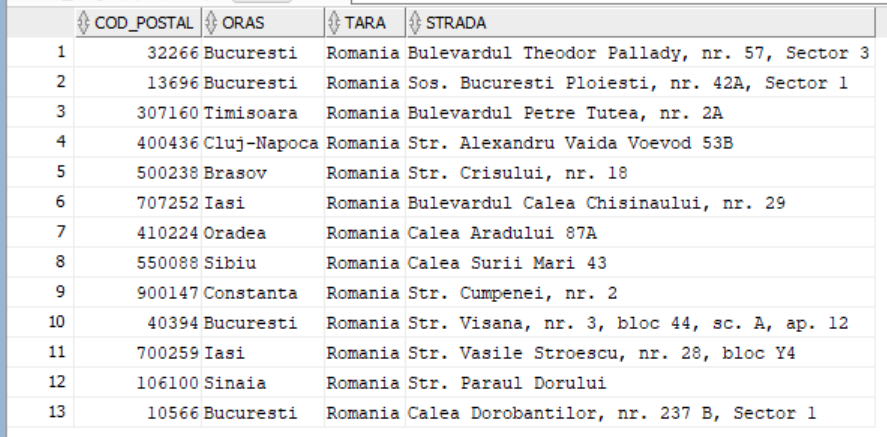 COD_POSTAL ORAS TARA STRADA
1 32266 Bucuresti Romania Bulevardul Theodor Pallady, nr. 57, Sector 3
2 13696 Bucuresti Romania Sos. Bucuresti Ploiesti, nr. 42A, Sector 1
3 307160 Timisoara Romania Bulevardul Petre Tutea, nr. 2A
4 400436 Cluj-Napoca Romania Str. Alexandru Vaida Voevod 53B
5 500238 Brasov Romania Str. Crisului, nr. 18
6 707252 Iasi Romania Bulevardul Calea Chisinaului, nr. 29
7 410224 Oradea Romania Calea Aradului 87A
8 550088 Sibiu Romania Calea Surii Mari 43
9 900147 Constanta Romania Str. Cumpenei, nr. 2
10 40394 Bucuresti Romania Str. Visana, nr. 3, bloc 44, sc. A, ap. 12
11 700259 Iasi Romania Str. Vasile Stroescu, nr. 28, bloc Y4
12 106100 Sinaia Romania Str. Paraul Dorului
13 10566 Bucuresti Romania Calea Dorobantilor, nr. 237 B, Sector 1